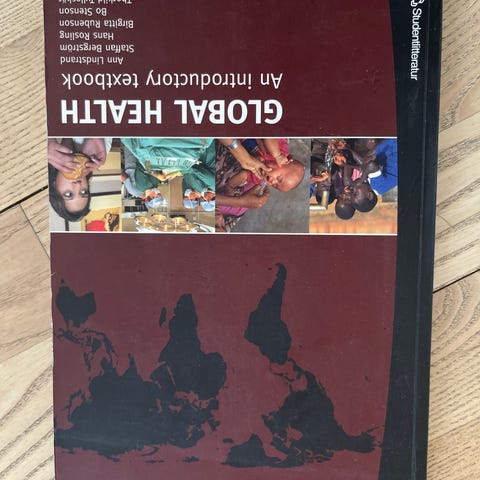 GLOBAL HEALTH
An introductory textbook
Ann Lindstrand
Staffan Bergström
Hans Rosling
Birgitta Rubenson
Bo Stenson
Studentlitteratur